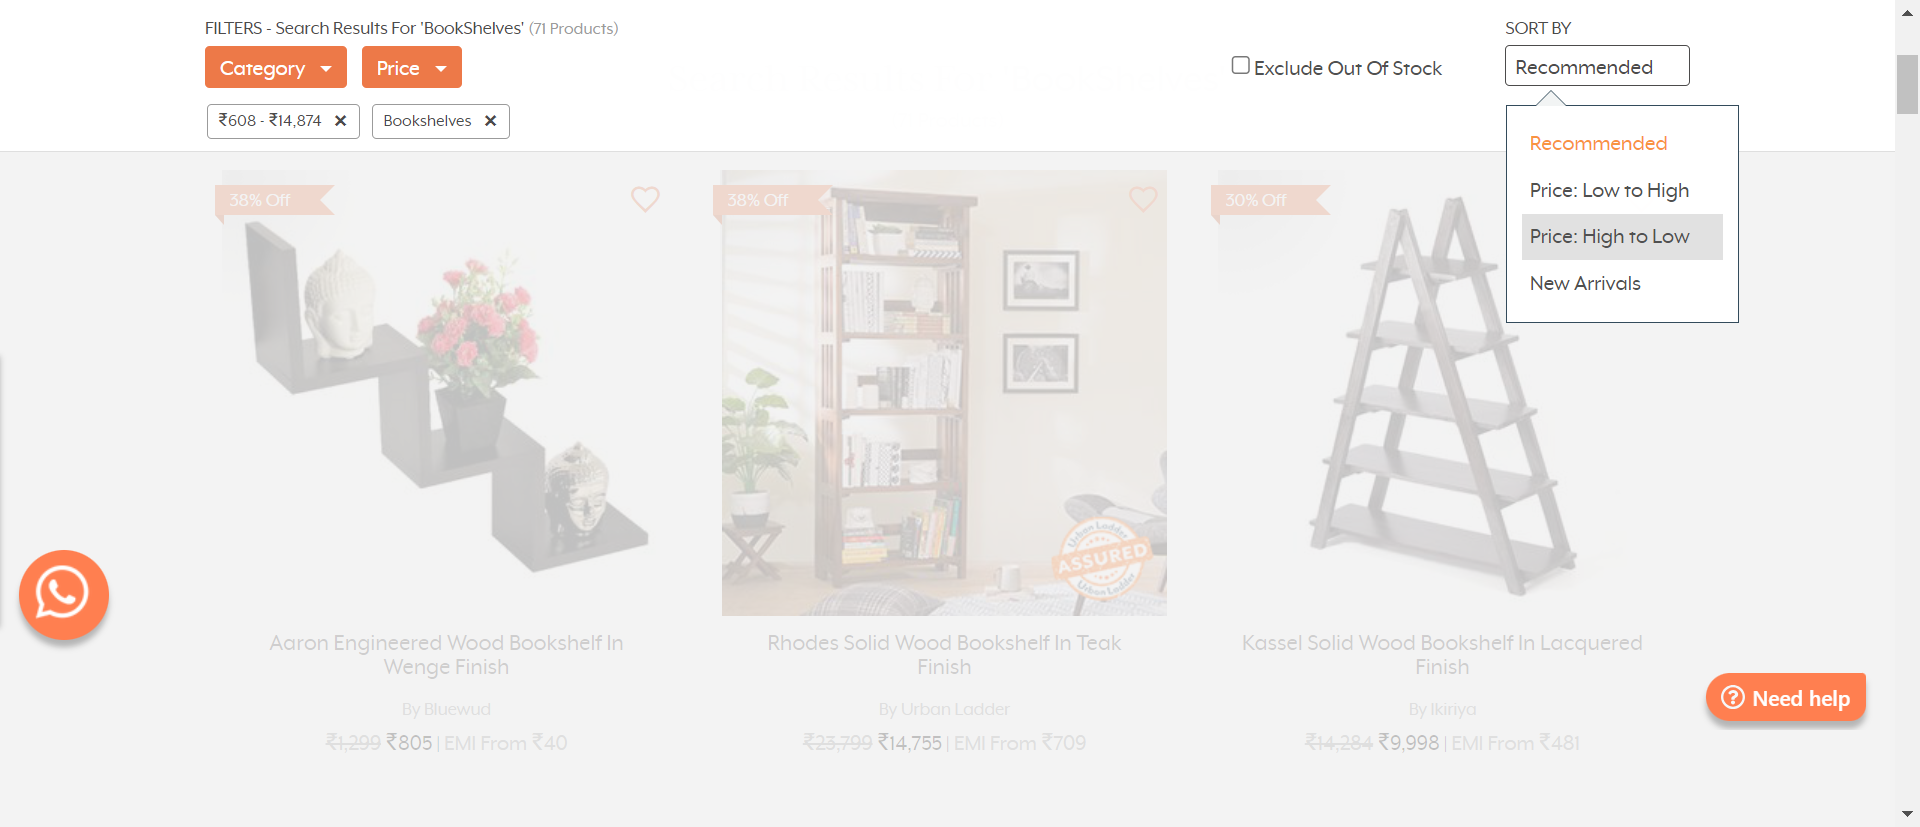 FILTERS - Search Results For 'BookShelves' (71 Products)
SORT BY
Category
Price
Exclude Out Of Stock
Recommended
₹608 - ₹14,874 ✕
Bookshelves ✕
Recommended
Price: Low to High
Price: High to Low
New Arrivals
38% Off
38% Off
30% Off
Urban Ladder
ASSURED
Urban Ladder
Aaron Engineered Wood Bookshelf In
Wenge Finish
By Bluewud
₹1,299 ₹805 | EMI From ₹40
Rhodes Solid Wood Bookshelf In Teak
Finish
By Urban Ladder
₹23,799 ₹14,755 | EMI From ₹709
Kassel Solid Wood Bookshelf In Lacquered
Finish
By Ikiriya
₹14,284 ₹9,998 | EMI From ₹481
Need help